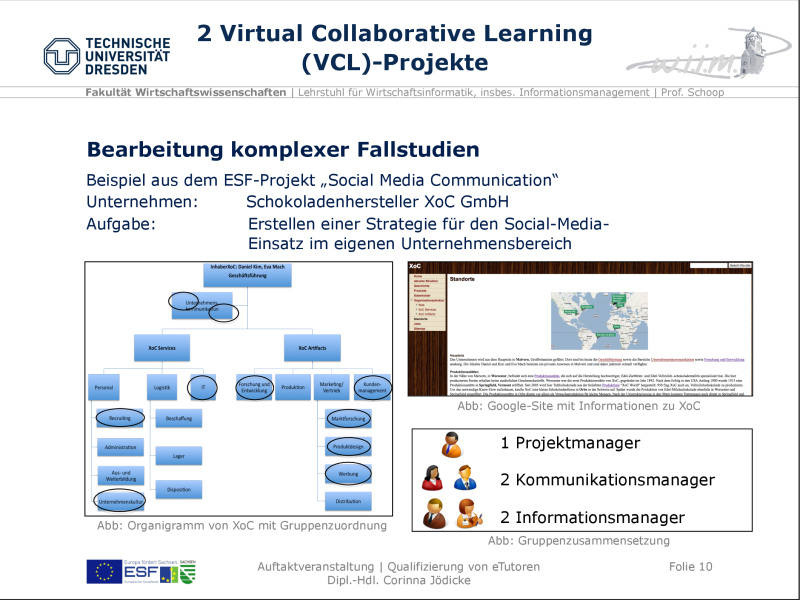 2 Virtual Collaborative Learning
(VCL)-Projekte
TECHNISCHE
UNIVERSITÄT
DRESDEN
w.i.i.m.
Fakultät Wirtschaftswissenschaften | Lehrstuhl für Wirtschaftsinformatik, insbes. Informationsmanagement | Prof. Schoop
Bearbeitung komplexer Fallstudien
Beispiel aus dem ESF-Projekt „Social Media Communication“
Unternehmen: Schokoladenhersteller XoC GmbH
Aufgabe: Erstellen einer Strategie für den Social-Media-
Einsatz im eigenen Unternehmensbereich
InhaberXoC: Daniel Kim, Eva Mach
Geschäftsführung
Unternehmens
kommunikation
XoC Services
XoC Artifacts
Personal
Logistik
IT
Forschung und
Entwicklung
Produktion
Marketing/
Vertrieb
Kunden-
management
Recruiting
Beschaffung
Marktforschung
Administration
Lager
Produktdesign
Aus- und
Weiterbildung
Disposition
Werbung
Unternehmenskultur
Distribution
Abb: Organigramm von XoC mit Gruppenzuordnung
XoC
Standorte
Abb: Google-Site mit Informationen zu XoC
1 Projektmanager
2 Kommunikationsmanager
2 Informationsmanager
Abb: Gruppenzusammensetzung
Europa fördert Sachsen.
ESF
SACHSEN
Auftaktveranstaltung | Qualifizierung von eTutoren
Dipl.-Hdl. Corinna Jödicke
Folie 10